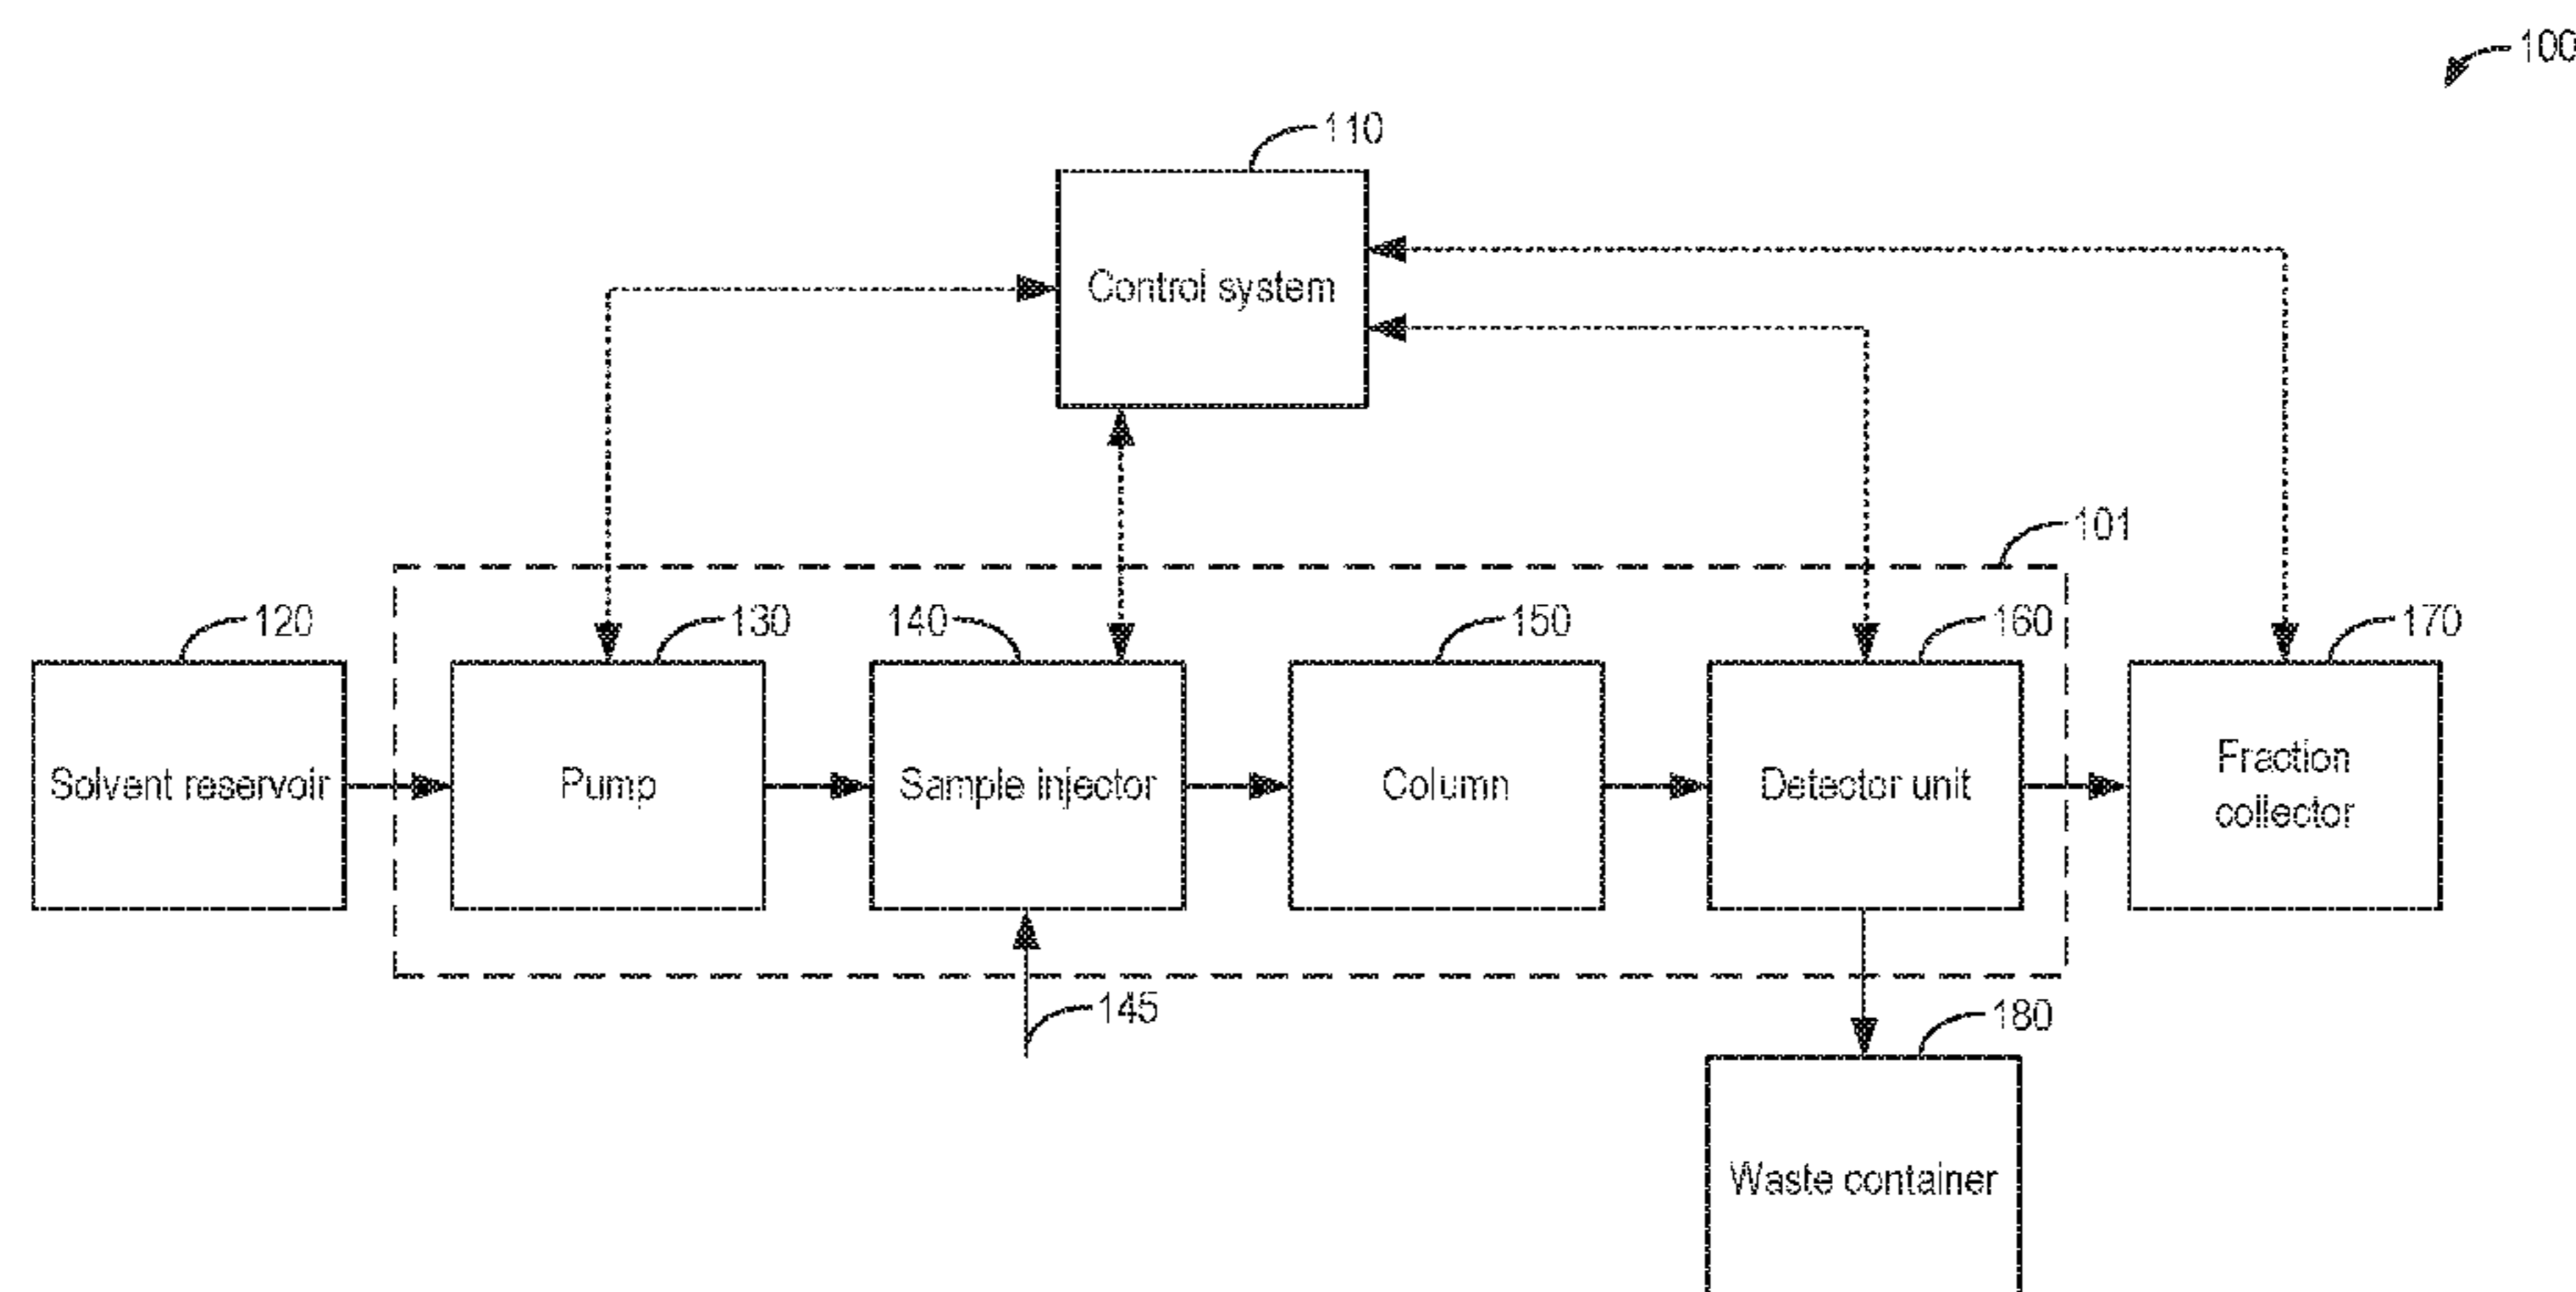 100
110
Control system
101
120
130
140
150
160
170
Solvent reservoir
Pump
Sample injector
Column
Detector unit
Fraction
collector
145
180
Waste container